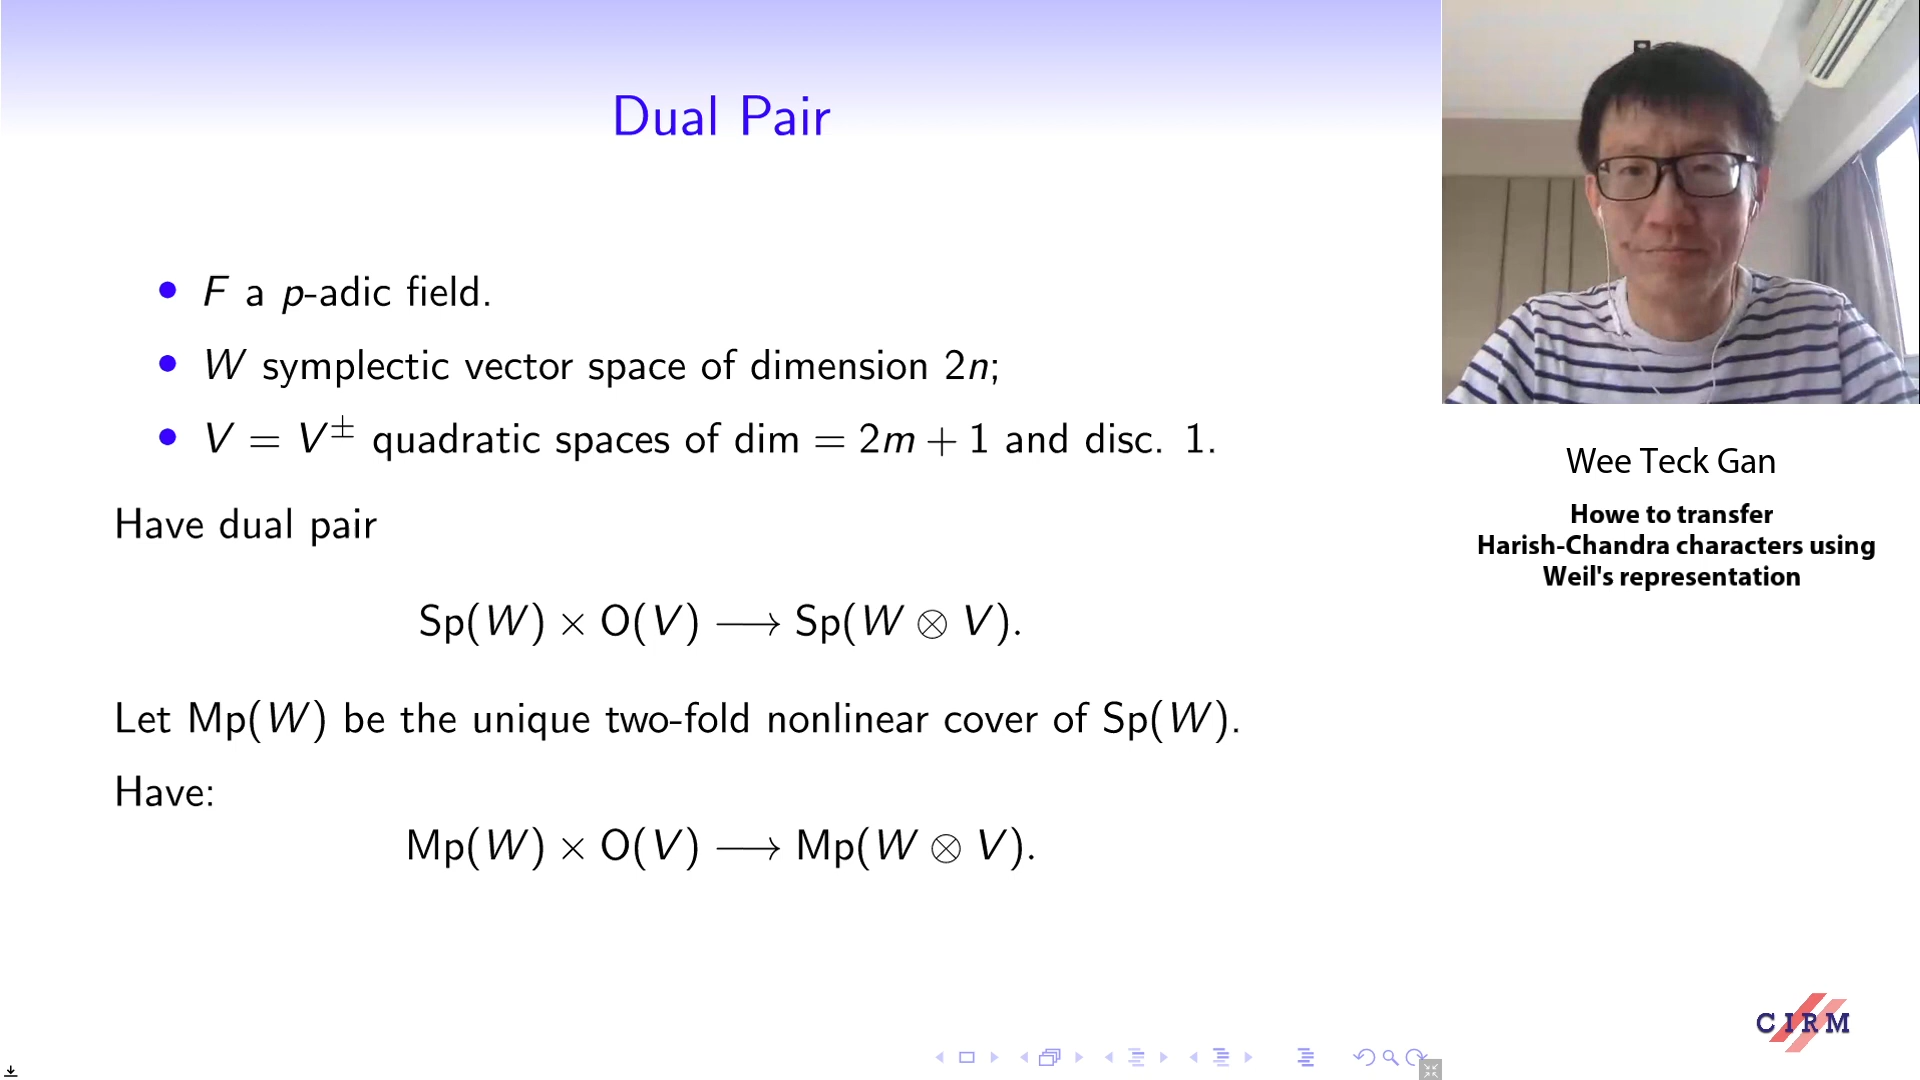 Dual Pair
• F a p-adic field.
• W symplectic vector space of dimension 2n;
• V = V± quadratic spaces of dim = 2m + 1 and disc. 1.
Have dual pair
Sp(W) × O(V) ⟶ Sp(W ⊗ V).
Let Mp(W) be the unique two-fold nonlinear cover of Sp(W).
Have:
Mp(W) × O(V) ⟶ Mp(W ⊗ V).
Wee Teck Gan
Howe to transfer
Harish-Chandra characters using
Weil's representation
CIRM